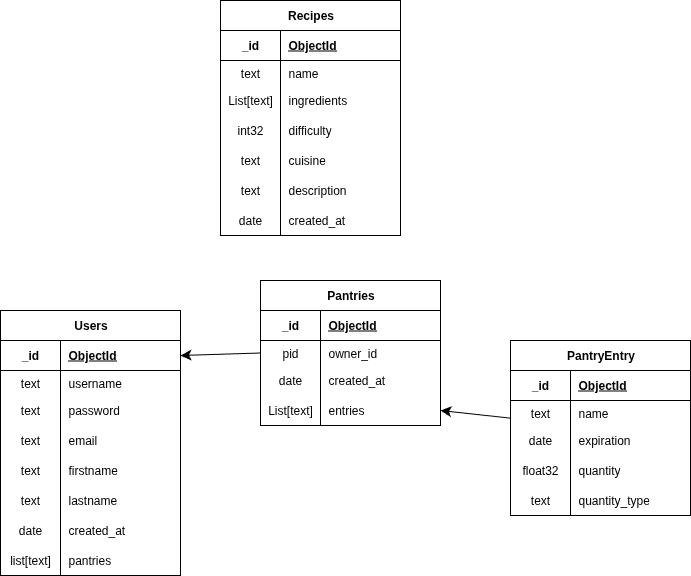 Recipes
_id ObjectId
text name
List[text] ingredients
int32 difficulty
text cuisine
text description
date created_at
Pantries
_id ObjectId
pid owner_id
date created_at
List[text] entries
Users
_id ObjectId
text username
text password
text email
text firstname
text lastname
date created_at
list[text] pantries
PantryEntry
_id ObjectId
text name
date expiration
float32 quantity
text quantity_type